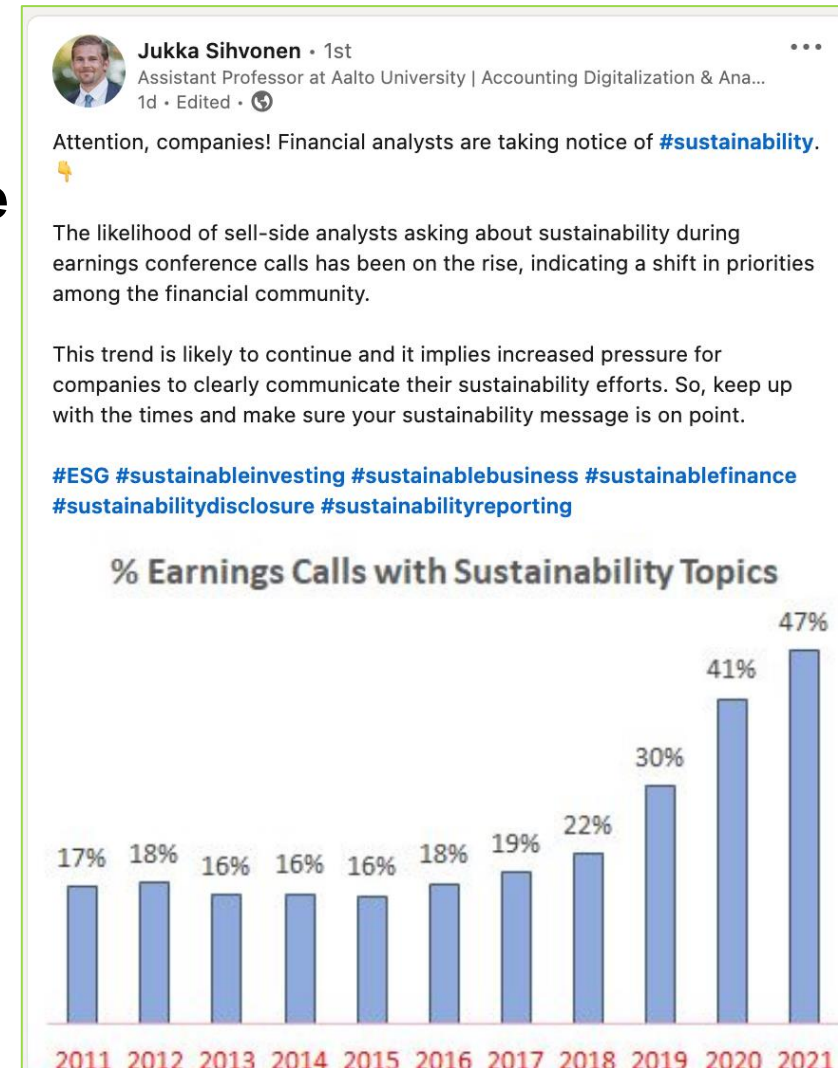 e
Jukka Sihvonen • 1st
Assistant Professor at Aalto University | Accounting Digitalization & Ana...
1d • Edited •
Attention, companies! Financial analysts are taking notice of #sustainability.
👇
The likelihood of sell-side analysts asking about sustainability during
earnings conference calls has been on the rise, indicating a shift in priorities
among the financial community.
This trend is likely to continue and it implies increased pressure for
companies to clearly communicate their sustainability efforts. So, keep up
with the times and make sure your sustainability message is on point.
#ESG #sustainableinvesting #sustainablebusiness #sustainablefinance
#sustainabilitydisclosure #sustainabilityreporting
% Earnings Calls with Sustainability Topics
17% 18% 16% 16% 16% 18% 19% 22% 30% 41% 47%
2011 2012 2013 2014 2015 2016 2017 2018 2019 2020 2021